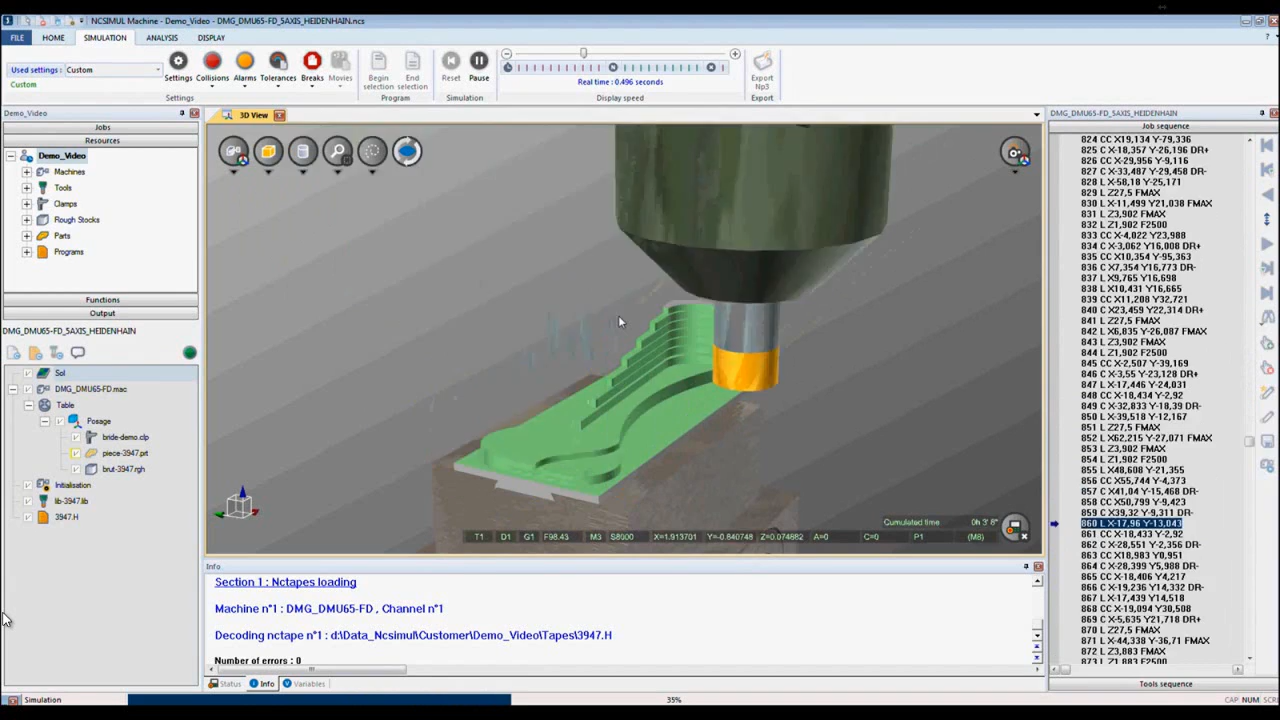 NCSIMUL Machine - Demo_Video - DMG_DMU65-FD_5AXIS_HEIDENHAIN.ncs
FILE HOME SIMULATION ANALYSIS DISPLAY
Used settings : Custom
Custom
Settings Collisions Alarms Tolerances Breaks Movies
Settings
Begin selection End selection
Program
Reset Pause
Simulation
Real time : 0.496 seconds
Display speed
Export Np3
Export
Demo_Video
Jobs
Resources
Demo_Video
Machines
Tools
Clamps
Rough Stocks
Parts
Programs
Functions
Output
DMG_DMU65-FD_5AXIS_HEIDENHAIN
Sol
DMG_DMU65-FD.mac
Table
Posage
bride-demo.clp
piece-3947.prt
brut-3947.rgh
Initialisation
lib-3947.lib
3947.H
3D View
Cumulated time 0h 3' 8"
T1 D1 G1 F98.43 M3 S8000 X=1.913701 Y=-0.840748 Z=0.074882 A=0 C=0 P1 (M8)
Info
Section 1 : Nctapes loading
Machine n°1 : DMG_DMU65-FD , Channel n°1
Decoding nctape n°1 : d:\Data_Ncsimul\Customer\Demo_Video\Tapes\3947.H
Number of errors : 0
Status Info Variables
DMG_DMU65-FD_5AXIS_HEIDENHAIN
Job sequence
824 CC X19,134 Y-79,336
825 C X-18,357 Y-26,196 DR+
826 CC X-29,956 Y-9,116
827 C X-33,487 Y-29,458 DR-
828 L X-58,18 Y-25,171
829 L Z27,5 FMAX
830 L X-11,499 Y21,038 FMAX
831 L Z3,902 FMAX
832 L Z1,902 F2500
833 CC X-4,822 Y23,988
834 C X-3,062 Y16,008 DR+
835 CC X10,354 Y-95,363
836 C X7,354 Y16,773 DR-
837 L X9,765 Y16,698
838 L X10,431 Y16,665
839 CC X11,208 Y32,721
840 C X23,459 Y22,314 DR+
841 L Z27,5 FMAX
842 L X6,835 Y-26,087 FMAX
843 L Z3,902 FMAX
844 L Z1,902 F2500
845 CC X-2,507 Y-39,169
846 C X-3,55 Y-23,128 DR+
847 L X-17,446 Y-24,031
848 CC X-18,434 Y-2,92
849 C X-32,833 Y-18,39 DR-
850 L X-39,518 Y-12,167
851 L Z27,5 FMAX
852 L X62,215 Y-27,071 FMAX
853 L Z3,902 FMAX
854 L Z1,902 F2500
855 L X48,608 Y-21,355
856 CC X55,744 Y-4,373
857 C X41,04 Y-15,468 DR-
858 CC X50,799 Y-9,423
859 C X39,32 Y-9,311 DR-
860 L X-17,96 Y-13,043
861 CC X-18,433 Y-2,92
862 C X-28,551 Y-2,356 DR-
863 CC X18,983 Y0,951
864 C X-28,399 Y5,988 DR-
865 CC X-18,406 Y4,217
866 C X-19,236 Y14,332 DR-
867 L X-17,439 Y14,518
868 CC X-19,094 Y30,508
869 C X-5,635 Y21,718 DR+
870 L Z27,5 FMAX
871 L X-44,338 Y-36,71 FMAX
872 L Z3,883 FMAX
873 L Z1,883 F2500
Tools sequence
Simulation 35% CAP NUM